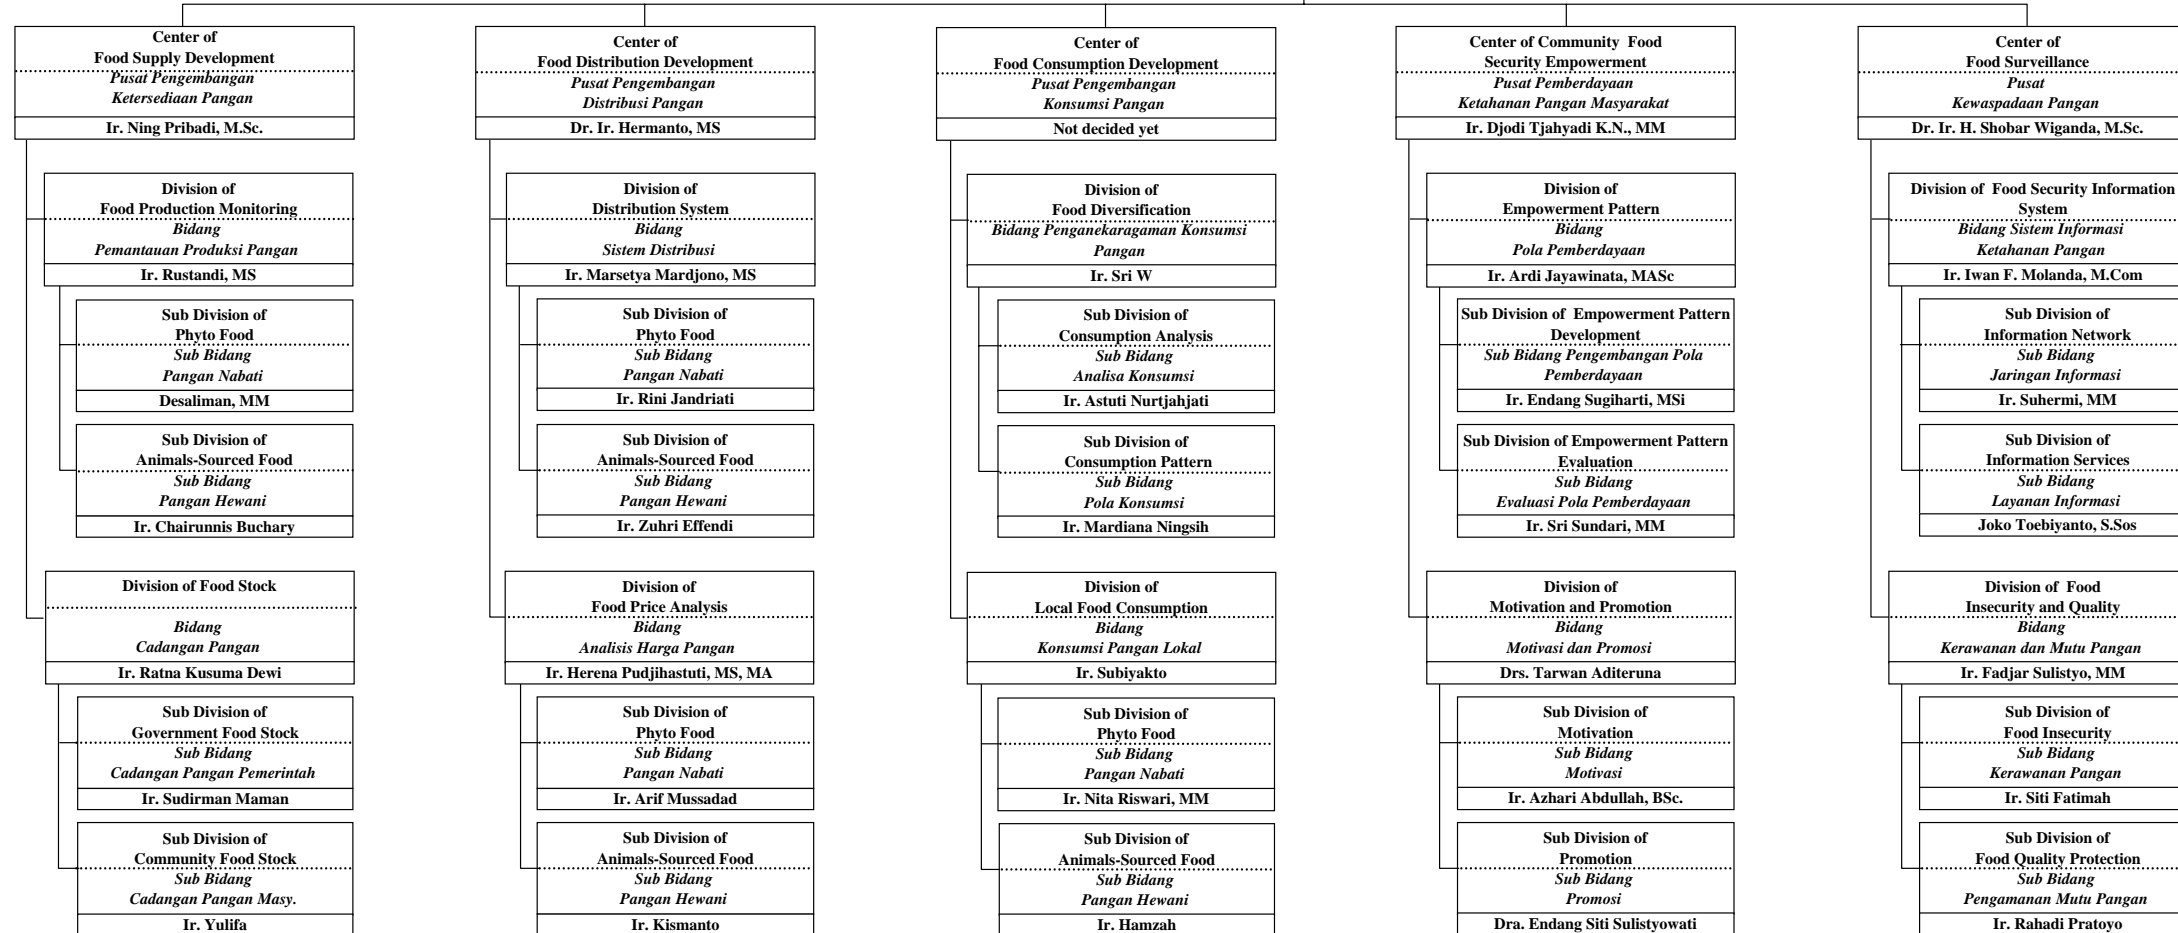 Center of
Food Supply Development
Pusat Pengembangan
Ketersediaan Pangan
Ir. Ning Pribadi, M.Sc.
Division of
Food Production Monitoring
Bidang
Pemantauan Produksi Pangan
Ir. Rustandi, MS
Sub Division of
Phyto Food
Sub Bidang
Pangan Nabati
Desaliman, MM
Sub Division of
Animals-Sourced Food
Sub Bidang
Pangan Hewani
Ir. Chairunnis Buchary
Division of Food Stock
Bidang
Cadangan Pangan
Ir. Ratna Kusuma Dewi
Sub Division of
Government Food Stock
Sub Bidang
Cadangan Pangan Pemerintah
Ir. Sudirman Maman
Sub Division of
Community Food Stock
Sub Bidang
Cadangan Pangan Masy.
Ir. Yulifa
Center of
Food Distribution Development
Pusat Pengembangan
Distribusi Pangan
Dr. Ir. Hermanto, MS
Division of
Distribution System
Bidang
Sistem Distribusi
Ir. Marsetya Mardjono, MS
Sub Division of
Phyto Food
Sub Bidang
Pangan Nabati
Ir. Rini Jandriati
Sub Division of
Animals-Sourced Food
Sub Bidang
Pangan Hewani
Ir. Zuhri Effendi
Division of
Food Price Analysis
Bidang
Analisis Harga Pangan
Ir. Herena Pudjihastuti, MS, MA
Sub Division of
Phyto Food
Sub Bidang
Pangan Nabati
Ir. Arif Mussadad
Sub Division of
Animals-Sourced Food
Sub Bidang
Pangan Hewani
Ir. Kismanto
Center of
Food Consumption Development
Pusat Pengembangan
Konsumsi Pangan
Not decided yet
Division of
Food Diversification
Bidang Penganekaragaman Konsumsi
Pangan
Ir. Sri W
Sub Division of
Consumption Analysis
Sub Bidang
Analisa Konsumsi
Ir. Astuti Nurtjahjati
Sub Division of
Consumption Pattern
Sub Bidang
Pola Konsumsi
Ir. Mardiana Ningsih
Division of
Local Food Consumption
Bidang
Konsumsi Pangan Lokal
Ir. Subiyakto
Sub Division of
Phyto Food
Sub Bidang
Pangan Nabati
Ir. Nita Riswari, MM
Sub Division of
Animals-Sourced Food
Sub Bidang
Pangan Hewani
Ir. Hamzah
Center of Community Food
Security Empowerment
Pusat Pemberdayaan
Ketahanan Pangan Masyarakat
Ir. Djodi Tjahyadi K.N., MM
Division of
Empowerment Pattern
Bidang
Pola Pemberdayaan
Ir. Ardi Jayawinata, MASc
Sub Division of Empowerment Pattern
Development
Sub Bidang Pengembangan Pola
Pemberdayaan
Ir. Endang Sugiharti, MSi
Sub Division of Empowerment Pattern
Evaluation
Sub Bidang
Evaluasi Pola Pemberdayaan
Ir. Sri Sundari, MM
Division of
Motivation and Promotion
Bidang
Motivasi dan Promosi
Drs. Tarwan Aditeruna
Sub Division of
Motivation
Sub Bidang
Motivasi
Ir. Azhari Abdullah, BSc.
Sub Division of
Promotion
Sub Bidang
Promosi
Dra. Endang Siti Sulistyowati
Center of
Food Surveillance
Pusat
Kewaspadaan Pangan
Dr. Ir. H. Shobar Wiganda, M.Sc.
Division of Food Security Information
System
Bidang Sistem Informasi
Ketahanan Pangan
Ir. Iwan F. Molanda, M.Com
Sub Division of
Information Network
Sub Bidang
Jaringan Informasi
Ir. Suhermi, MM
Sub Division of
Information Services
Sub Bidang
Layanan Informasi
Joko Toebiyanto, S.Sos
Division of Food
Insecurity and Quality
Bidang
Kerawanan dan Mutu Pangan
Ir. Fadjar Sulistyo, MM
Sub Division of
Food Insecurity
Sub Bidang
Kerawanan Pangan
Ir. Siti Fatimah
Sub Division of
Food Quality Protection
Sub Bidang
Pengamanan Mutu Pangan
Ir. Rahadi Pratoyo